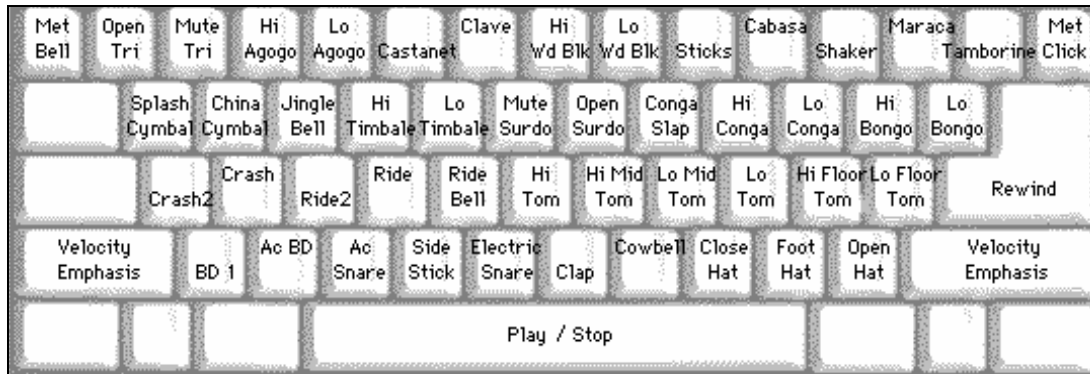 Met Bell
Open Tri
Mute Tri
Hi Agogo
Lo Agogo
Castanet
Clave
Hi Wd Blk
Lo Wd Blk
Sticks
Cabasa
Shaker
Maraca
Tamborine
Met Click
Splash Cymbal
China Cymbal
Jingle Bell
Hi Timbale
Lo Timbale
Mute Surdo
Open Surdo
Conga Slap
Hi Conga
Lo Conga
Hi Bongo
Lo Bongo
Crash2
Crash
Ride2
Ride
Ride Bell
Hi Tom
Hi Mid Tom
Lo Mid Tom
Lo Tom
Hi Floor Tom
Lo Floor Tom
Rewind
Velocity Emphasis
BD 1
Ac BD
Ac Snare
Side Stick
Electric Snare
Clap
Cowbell
Close Hat
Foot Hat
Open Hat
Velocity Emphasis
Play / Stop